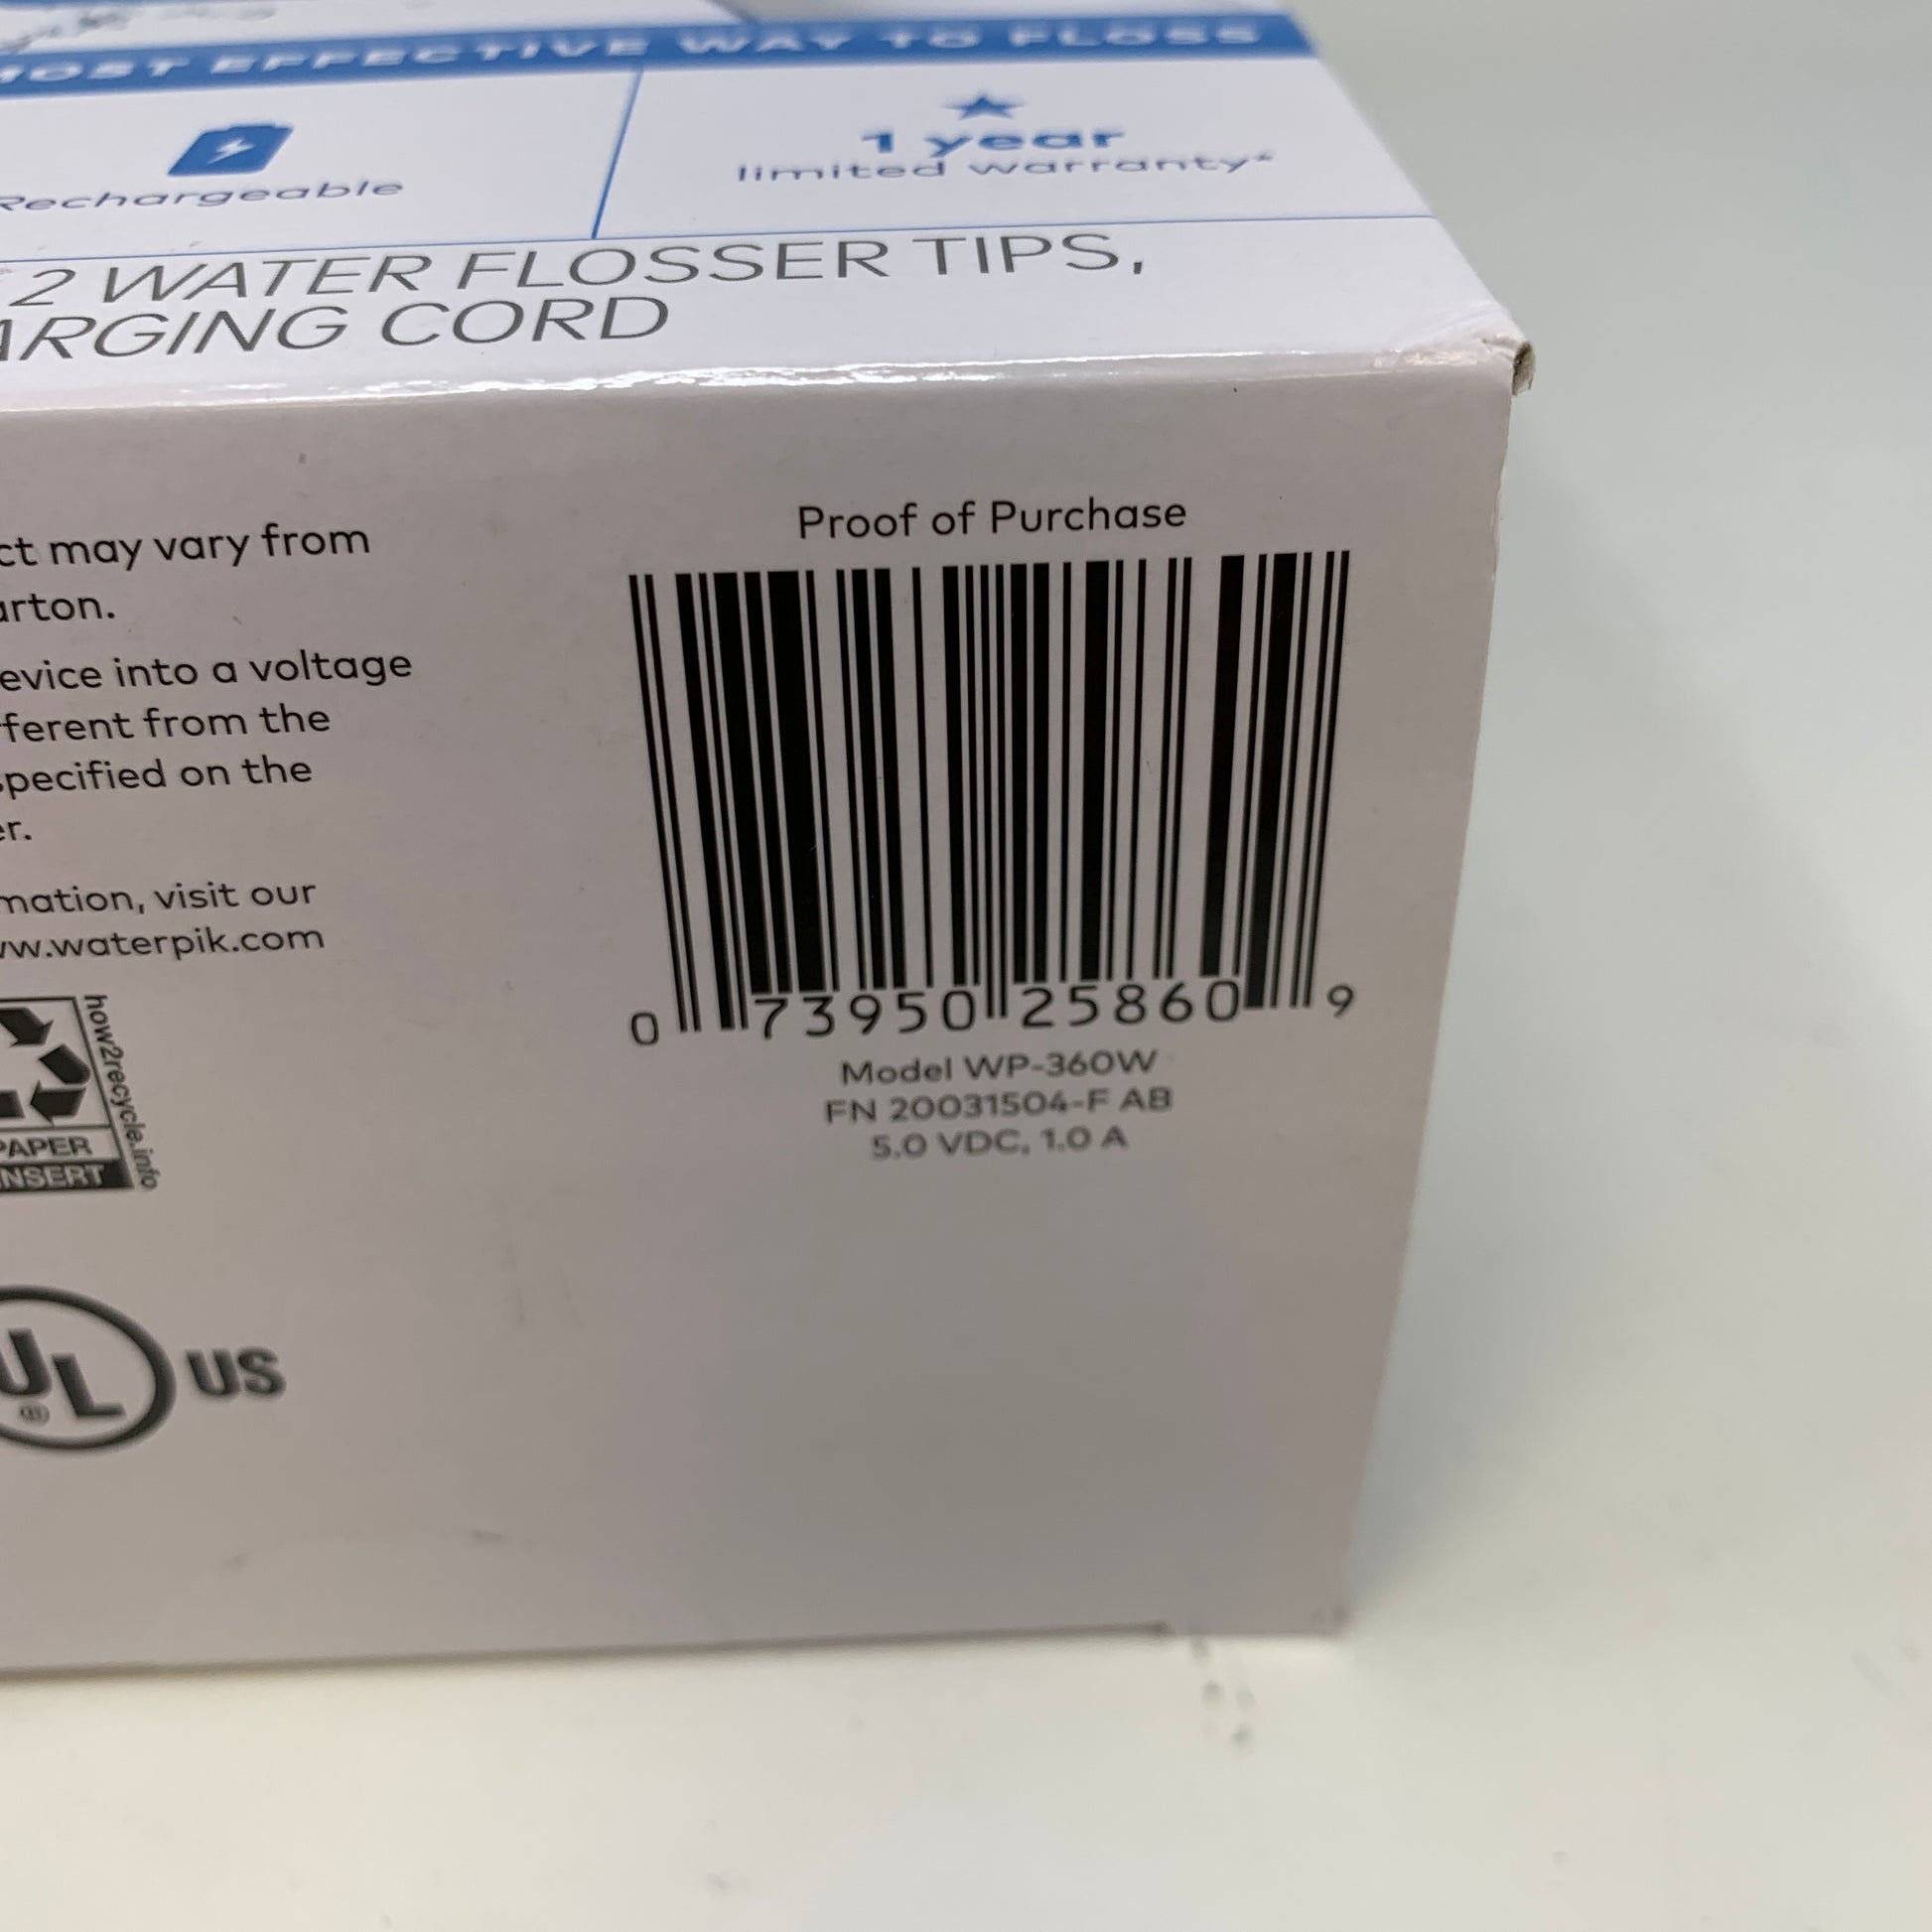 MOST EFFECTIVE WAY TO FLOSS
Rechargeable
1 year
limited warranty*
2 WATER FLOSSER TIPS,
ARGING CORD
ct may vary from
arton.
evice into a voltage
fferent from the
specified on the
er.
mation, visit our
ww.waterpik.com
how2recycle.info
PAPER
INSERT
UL
®
US
Proof of Purchase
0 73950 25860 9
Model WP-360W
FN 20031504-F AB
5.0 VDC, 1.0 A